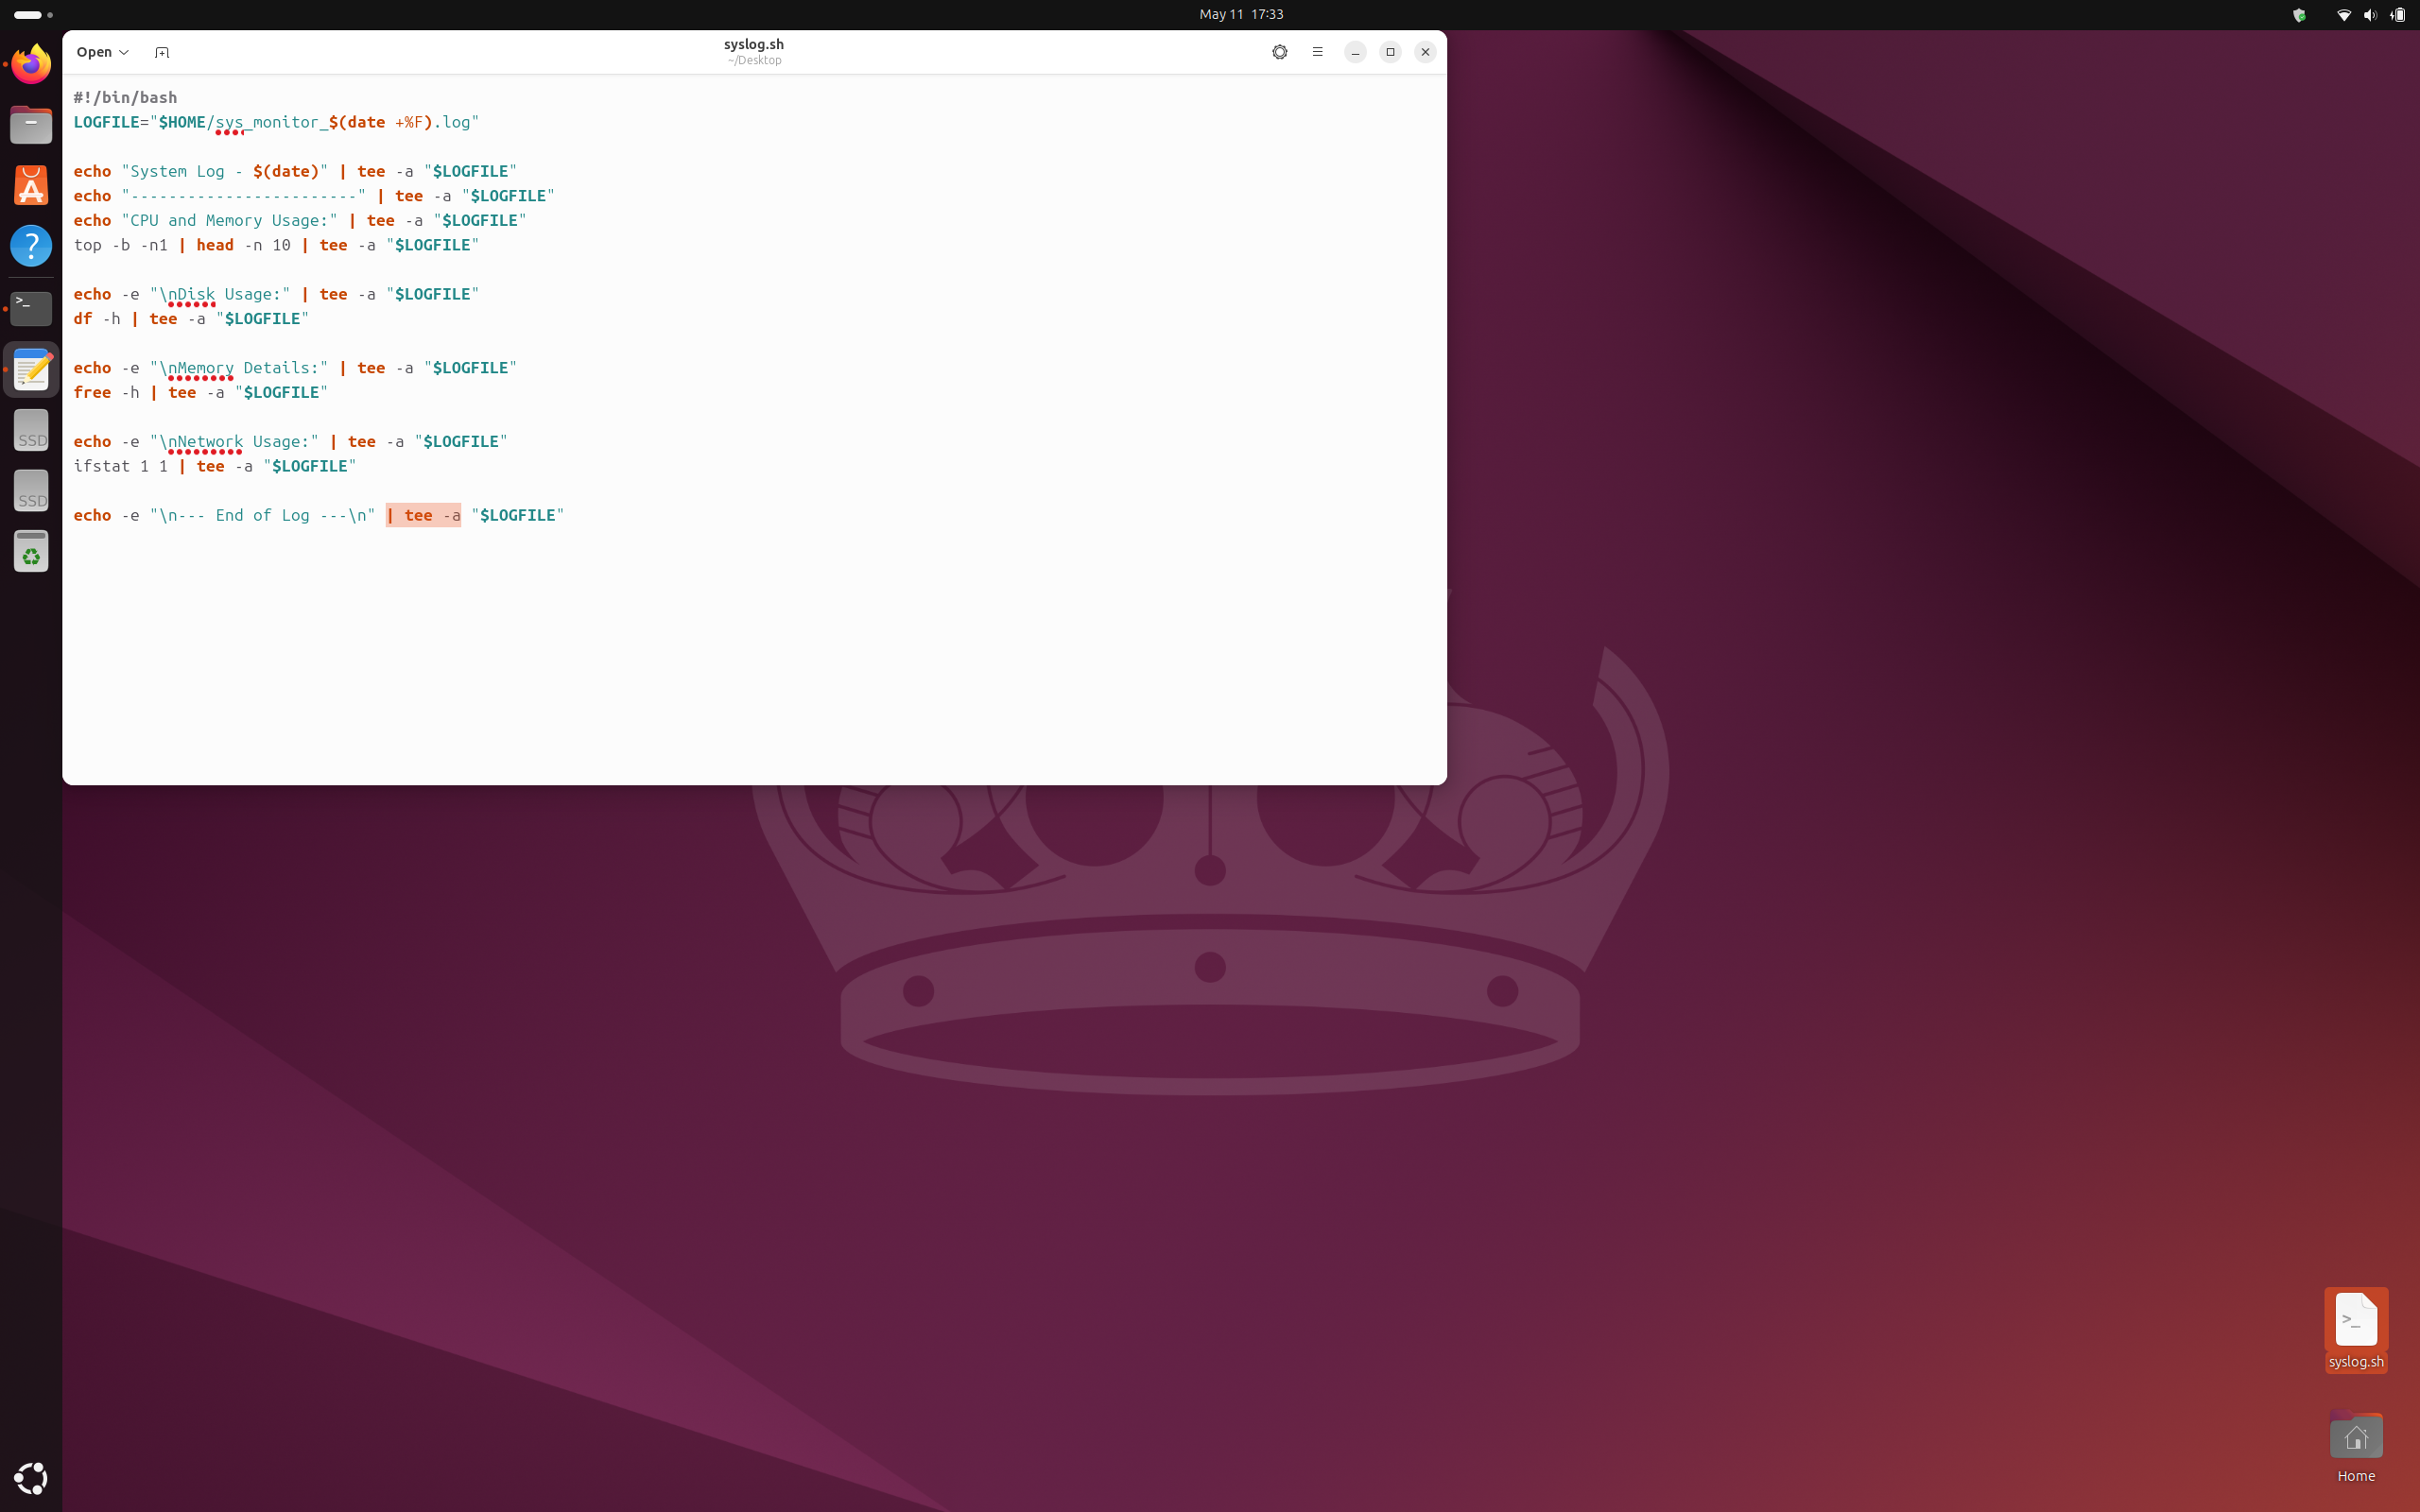 May 11 17:33
Open
syslog.sh
~/Desktop
#!/bin/bash
LOGFILE="$HOME/sys_monitor_$(date +%F).log"
echo "System Log - $(date)" | tee -a "$LOGFILE"
echo "------------------------" | tee -a "$LOGFILE"
echo "CPU and Memory Usage:" | tee -a "$LOGFILE"
top -b -n1 | head -n 10 | tee -a "$LOGFILE"
echo -e "\nDisk Usage:" | tee -a "$LOGFILE"
df -h | tee -a "$LOGFILE"
echo -e "\nMemory Details:" | tee -a "$LOGFILE"
free -h | tee -a "$LOGFILE"
echo -e "\nNetwork Usage:" | tee -a "$LOGFILE"
ifstat 1 1 | tee -a "$LOGFILE"
echo -e "\n--- End of Log ---\n" | tee -a "$LOGFILE"
SSD
SSD
syslog.sh
Home